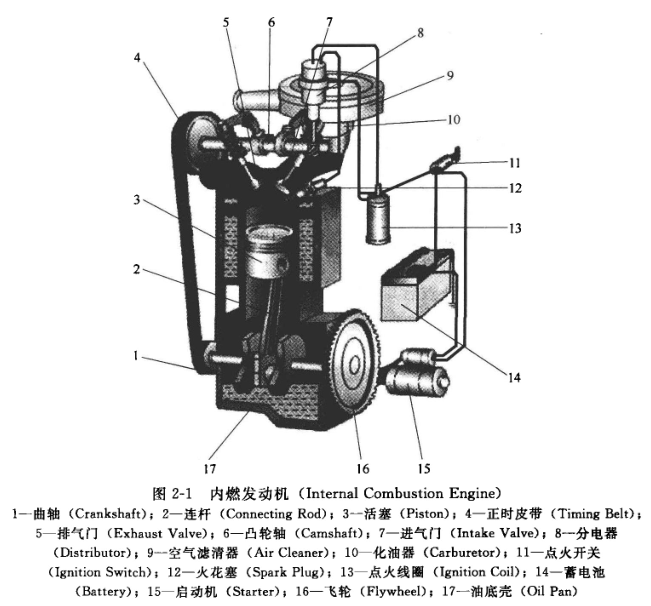 5 6 7
8
4
9
10
11
12
3
13
2
1
14
17 16 15
图 2-1 内燃发动机（Internal Combustion Engine）
1—曲轴（Crankshaft）；2—连杆（Connecting Rod）；3—活塞（Piston）；4—正时皮带（Timing Belt）；
5—排气门（Exhaust Valve）；6—凸轮轴（Camshaft）；7—进气门（Intake Valve）；8—分电器
（Distributor）；9—空气滤清器（Air Cleaner）；10—化油器（Carburetor）；11—点火开关
（Ignition Switch）；12—火花塞（Spark Plug）；13—点火线圈（Ignition Coil）；14—蓄电池
（Battery）；15—启动机（Starter）；16—飞轮（Flywheel）；17—油底壳（Oil Pan）